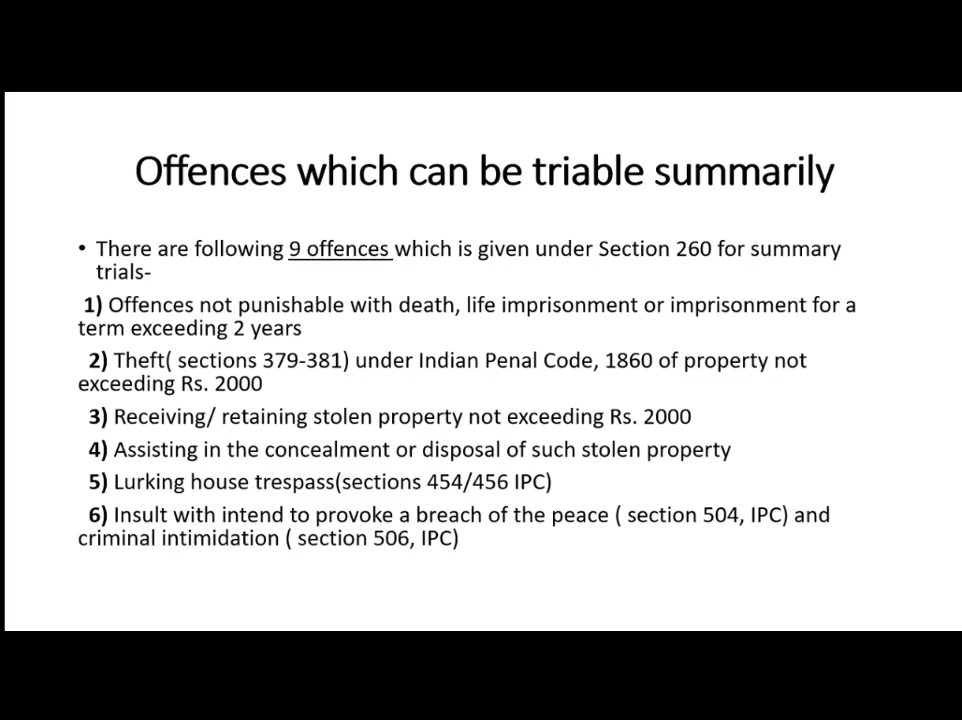 Offences which can be triable summarily
• There are following 9 offences which is given under Section 260 for summary
trials-
1) Offences not punishable with death, life imprisonment or imprisonment for a
term exceeding 2 years
2) Theft( sections 379-381) under Indian Penal Code, 1860 of property not
exceeding Rs. 2000
3) Receiving/ retaining stolen property not exceeding Rs. 2000
4) Assisting in the concealment or disposal of such stolen property
5) Lurking house trespass(sections 454/456 IPC)
6) Insult with intend to provoke a breach of the peace ( section 504, IPC) and
criminal intimidation ( section 506, IPC)